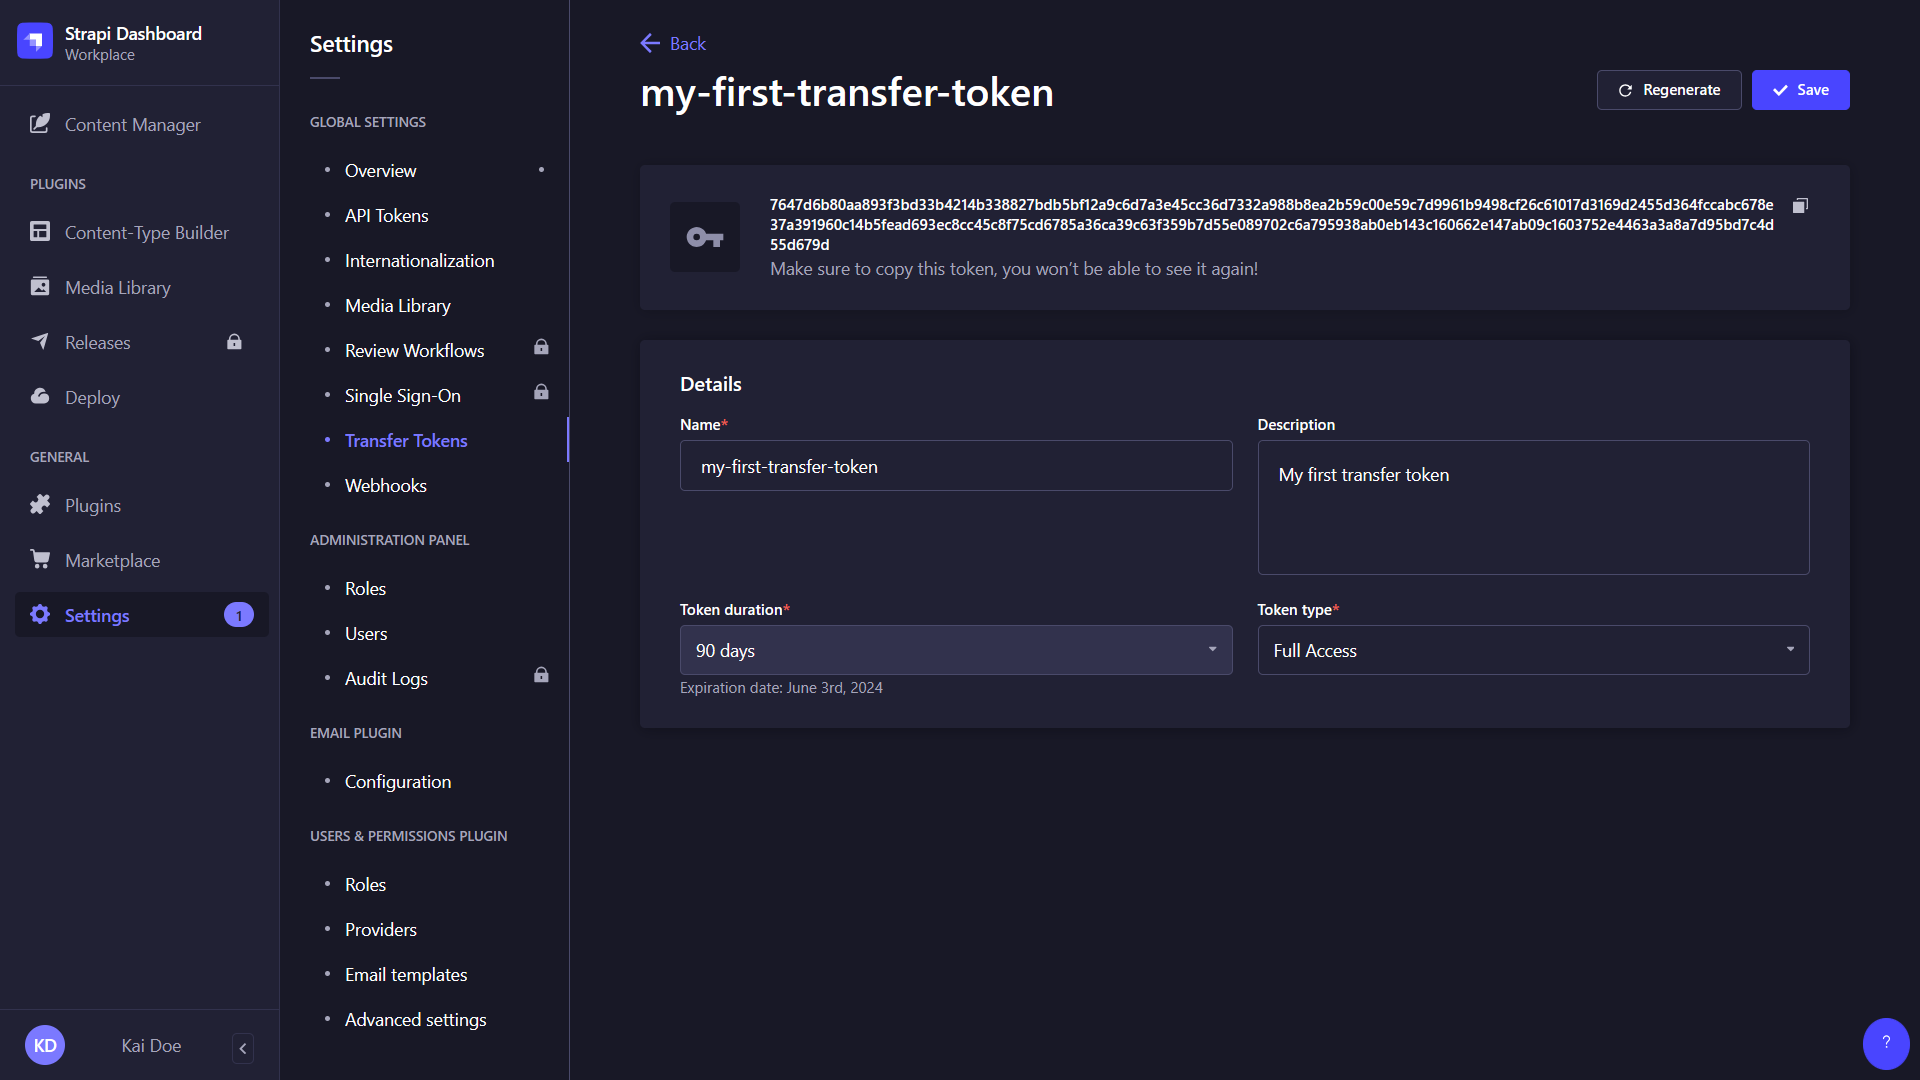 Strapi Dashboard
Workplace
Content Manager
PLUGINS
Content-Type Builder
Media Library
Releases
Deploy
GENERAL
Plugins
Marketplace
Settings
1
KD
Kai Doe
Settings
GLOBAL SETTINGS
Overview
API Tokens
Internationalization
Media Library
Review Workflows
Single Sign-On
Transfer Tokens
Webhooks
ADMINISTRATION PANEL
Roles
Users
Audit Logs
EMAIL PLUGIN
Configuration
USERS & PERMISSIONS PLUGIN
Roles
Providers
Email templates
Advanced settings
Back
my-first-transfer-token
Regenerate
Save
7647d6b80aa893f3bd33b4214b338827bdb5bf12a9c6d7a3e45cc36d7332a988b8ea2b59c00e59c7d9961b9498cf26c61017d3169d2455d364fccabc678e
37a391960c14b5fead693ec8cc45c8f75cd6785a36ca39c63f359b7d55e089702c6a795938ab0eb143c160662e147ab09c1603752e4463a3a8a7d95bd7c4d
55d679d
Make sure to copy this token, you won’t be able to see it again!
Details
Name*
my-first-transfer-token
Description
My first transfer token
Token duration*
90 days
Expiration date: June 3rd, 2024
Token type*
Full Access
?